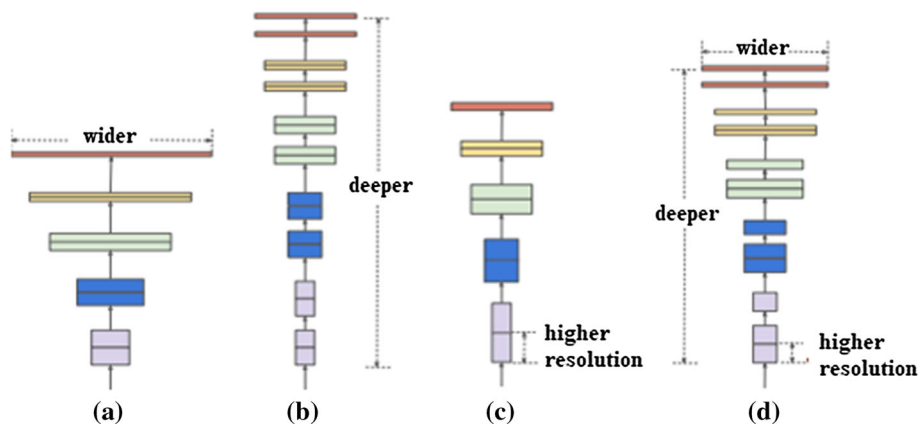 wider
deeper
higher
resolution
wider
deeper
higher
resolution
(a)
(b)
(c)
(d)